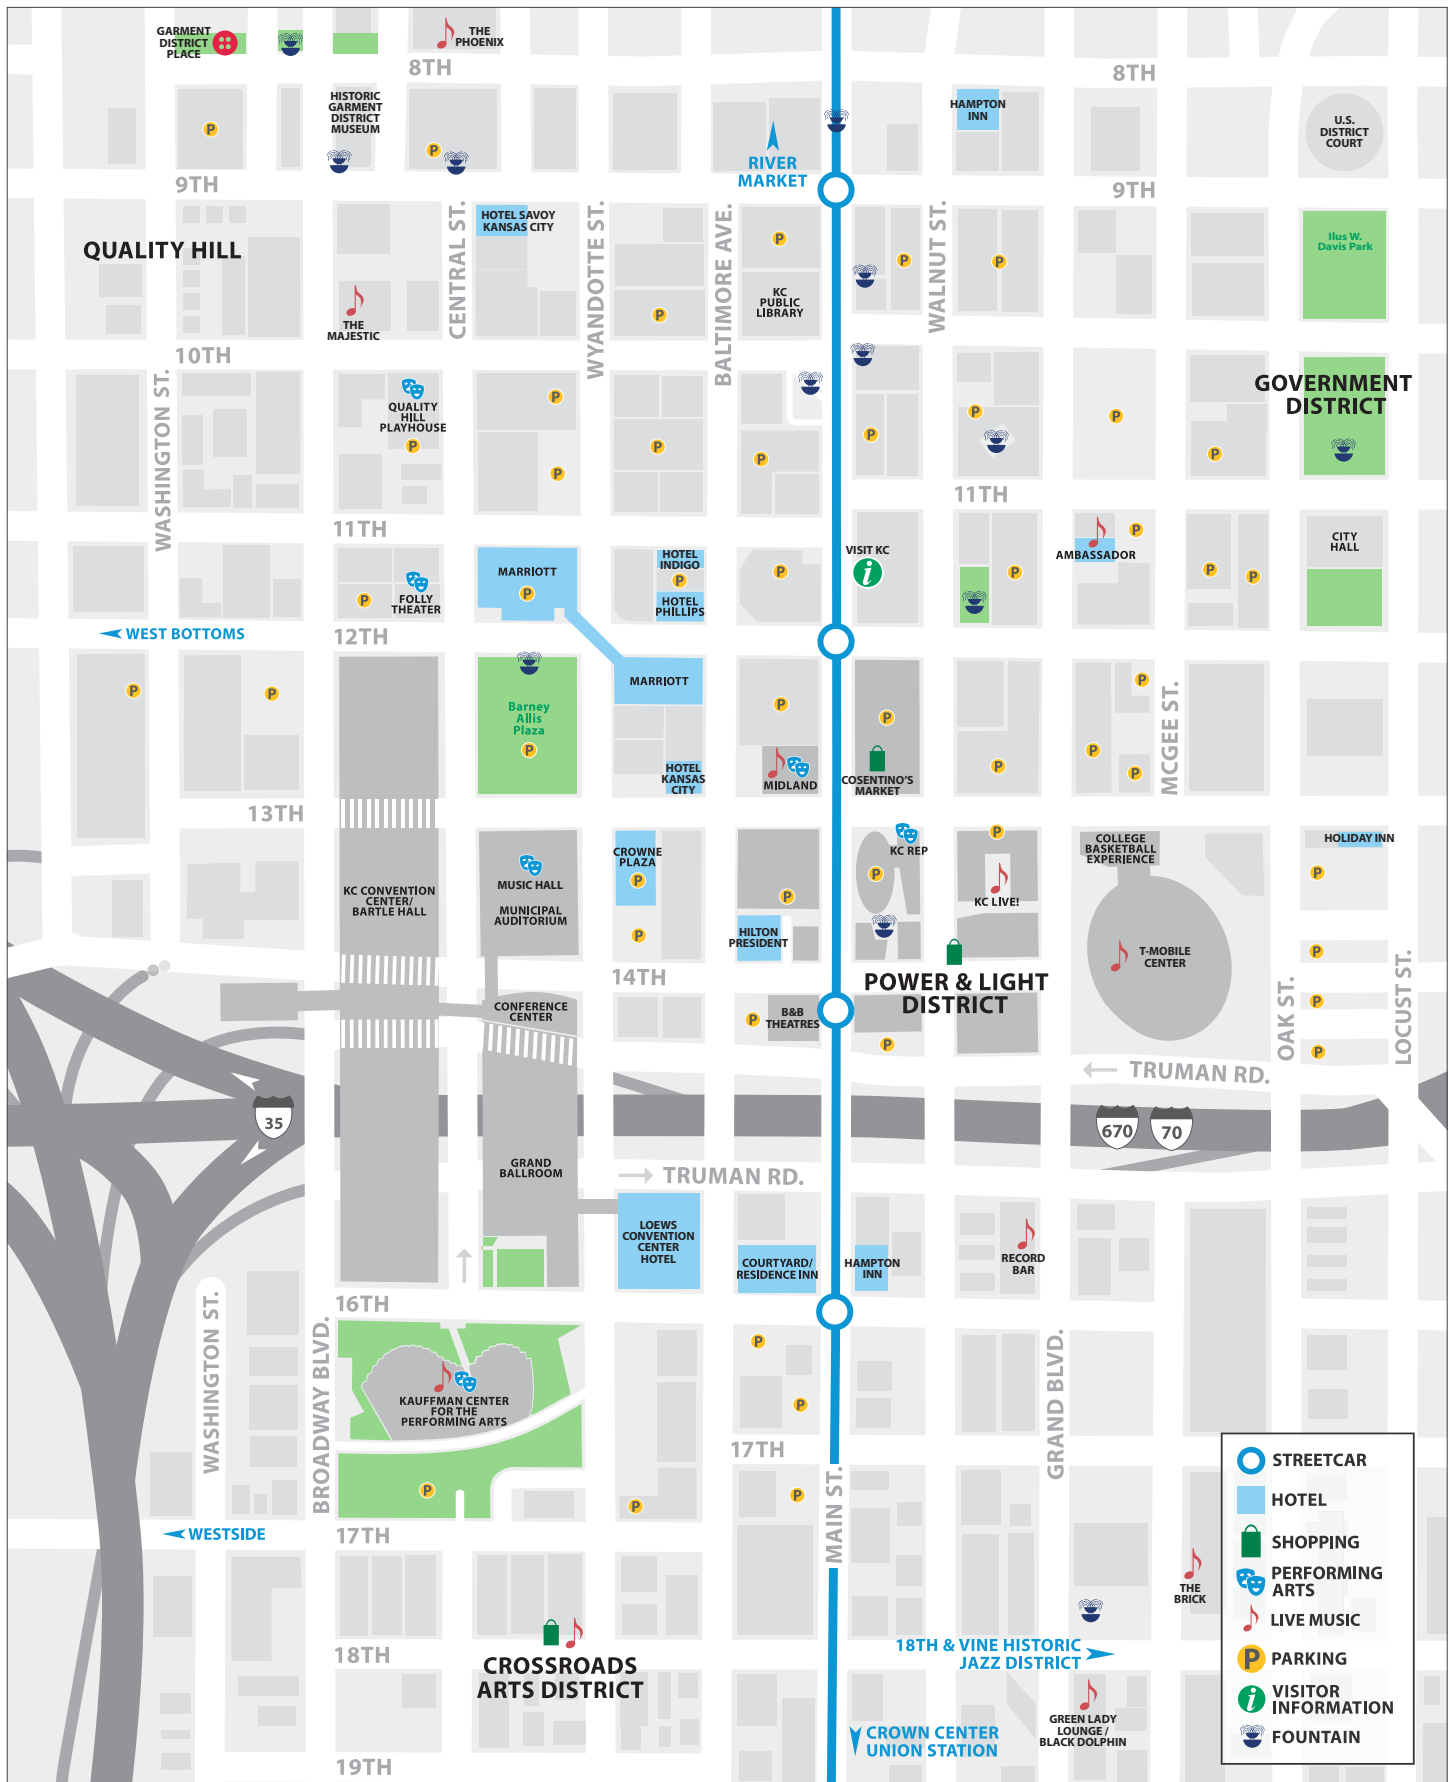 GARMENT
DISTRICT
PLACE
THE
PHOENIX
8TH
8TH
HISTORIC
GARMENT
DISTRICT
MUSEUM
P
P
HAMPTON
INN
U.S.
DISTRICT
COURT
RIVER
MARKET
9TH
9TH
QUALITY HILL
HOTEL SAVOY
KANSAS CITY
CENTRAL ST.
WYANDOTTE ST.
BALTIMORE AVE.
WALNUT ST.
P
P
P
P
KC
PUBLIC
LIBRARY
Ilus W.
Davis Park
THE
MAJESTIC
10TH
WASHINGTON ST.
QUALITY
HILL
PLAYHOUSE
P
P
P
P
P
P
P
P
P
GOVERNMENT
DISTRICT
11TH
11TH
MARRIOTT
P
HOTEL
INDIGO
P
HOTEL
PHILLIPS
P
VISIT KC
i
P
AMBASSADOR
P
P
P
CITY
HALL
P
FOLLY
THEATER
WEST BOTTOMS
12TH
P
P
Barney
Allis
Plaza
P
MARRIOTT
HOTEL
KANSAS
CITY
P
MIDLAND
P
COSENTINO'S
MARKET
P
P
P
P
MCGEE ST.
13TH
KC CONVENTION
CENTER/
BARTLE HALL
MUSIC HALL
MUNICIPAL
AUDITORIUM
CROWNE
PLAZA
P
P
P
HILTON
PRESIDENT
KC REP
P
P
KC LIVE!
COLLEGE
BASKETBALL
EXPERIENCE
T-MOBILE
CENTER
HOLIDAY INN
P
P
P
P
14TH
POWER & LIGHT
DISTRICT
CONFERENCE
CENTER
P
B&B
THEATRES
P
OAK ST.
LOCUST ST.
TRUMAN RD.
35
670
70
GRAND
BALLROOM
TRUMAN RD.
LOEWS
CONVENTION
CENTER
HOTEL
COURTYARD/
RESIDENCE INN
HAMPTON
INN
RECORD
BAR
16TH
WASHINGTON ST.
BROADWAY BLVD.
KAUFFMAN CENTER
FOR THE
PERFORMING ARTS
P
P
P
GRAND BLVD.
17TH
P
P
MAIN ST.
WESTSIDE
17TH
THE
BRICK
18TH
CROSSROADS
ARTS DISTRICT
18TH & VINE HISTORIC
JAZZ DISTRICT
GREEN LADY
LOUNGE /
BLACK DOLPHIN
CROWN CENTER
UNION STATION
19TH
STREETCAR
HOTEL
SHOPPING
PERFORMING
ARTS
LIVE MUSIC
P PARKING
i VISITOR
INFORMATION
FOUNTAIN